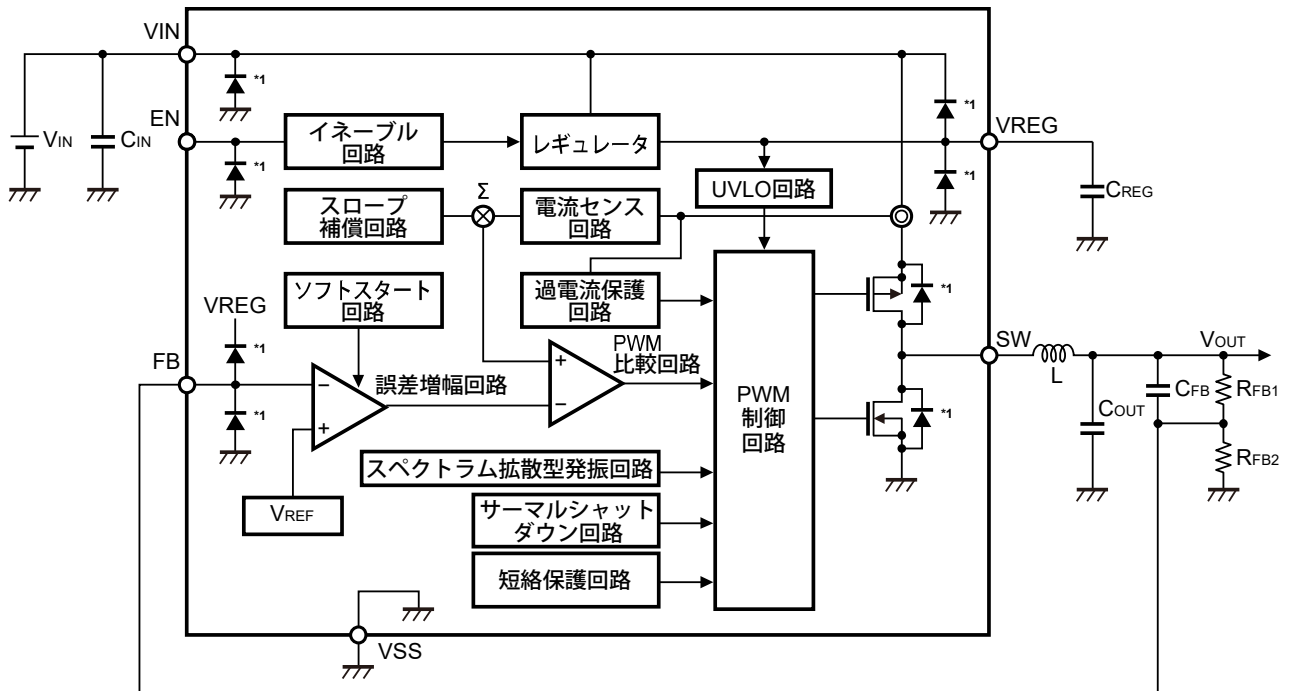 VIN
*1
*1
EN
VREG
VIN
CIN
イネーブル
回路
レギュレータ
*1
*1
UVLO回路
CREG
スロープ
補償回路
Σ
電流センス
回路
ソフトスタート
回路
過電流保護
回路
*1
VREG
*1
FB
*1
誤差増幅回路
PWM
比較回路
PWM
制御
回路
SW
L
VOUT
COUT
CFB
RFB1
RFB2
*1
−
+
+
−
VREF
スペクトラム拡散型発振回路
サーマルシャット
ダウン回路
短絡保護回路
VSS